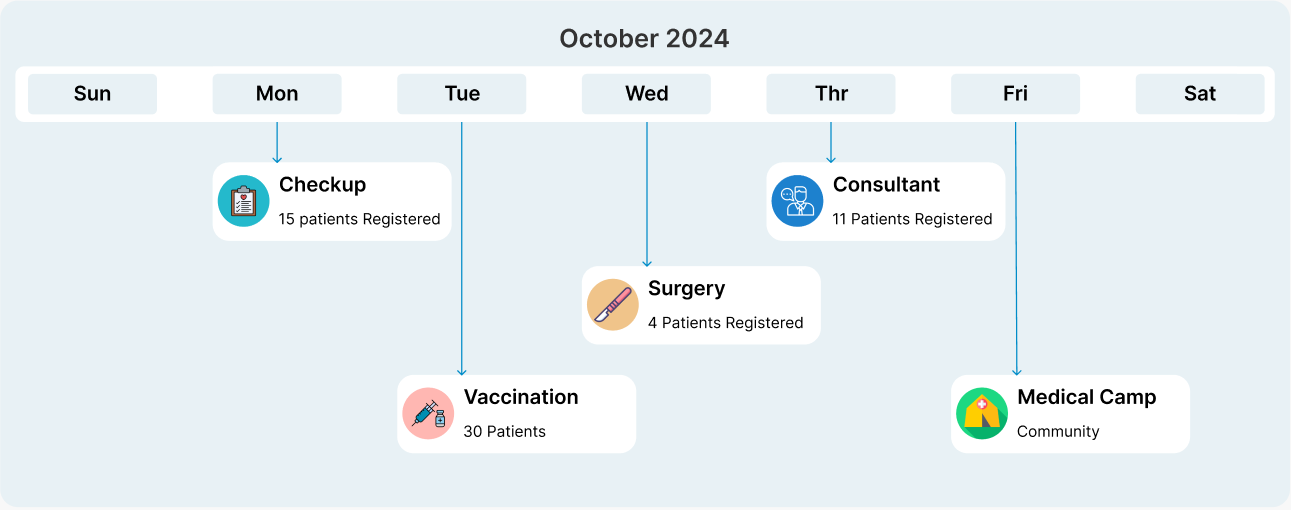 October 2024
Sun Mon Tue Wed Thr Fri Sat
Checkup
15 patients Registered
Consultant
11 Patients Registered
Surgery
4 Patients Registered
Vaccination
30 Patients
Medical Camp
Community